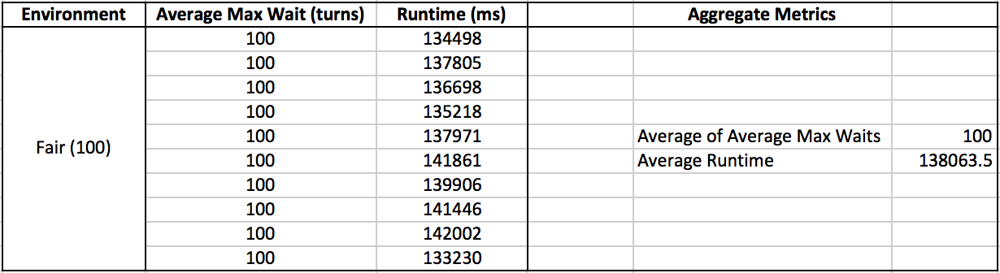 Environment Average Max Wait (turns) Runtime (ms) Aggregate Metrics
100 134498
100 137805
100 136698
100 135218
100 137971 Average of Average Max Waits 100
Fair (100)
100 141861 Average Runtime 138063.5
100 139906
100 141446
100 142002
100 133230